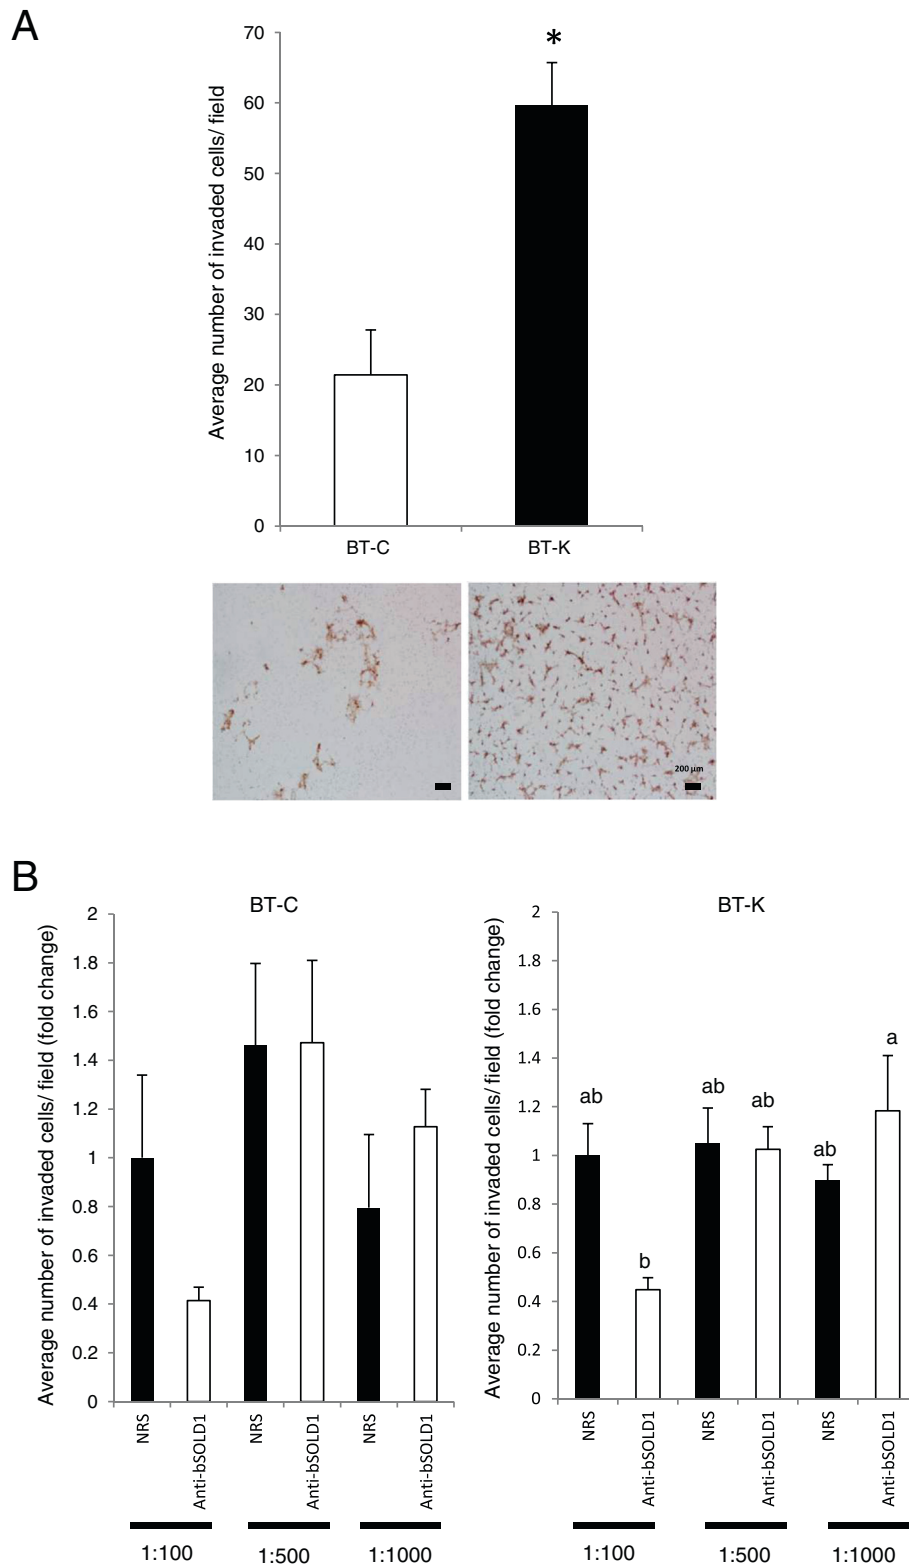 A
*
70
60
50
40
30
20
10
0
Average number of invaded cells/ field
BT-C
BT-K
200 µm
B
BT-C
2
1.8
1.6
1.4
1.2
1
0.8
0.6
0.4
0.2
0
Average number of invaded cells/ field (fold change)
NRS
Anti-bSOLD1
NRS
Anti-bSOLD1
NRS
Anti-bSOLD1
1:100
1:500
1:1000
BT-K
2
1.8
1.6
1.4
1.2
1
0.8
0.6
0.4
0.2
0
Average number of invaded cells/ field (fold change)
ab
b
ab
ab
ab
a
NRS
Anti-bSOLD1
NRS
Anti-bSOLD1
NRS
Anti-bSOLD1
1:100
1:500
1:1000